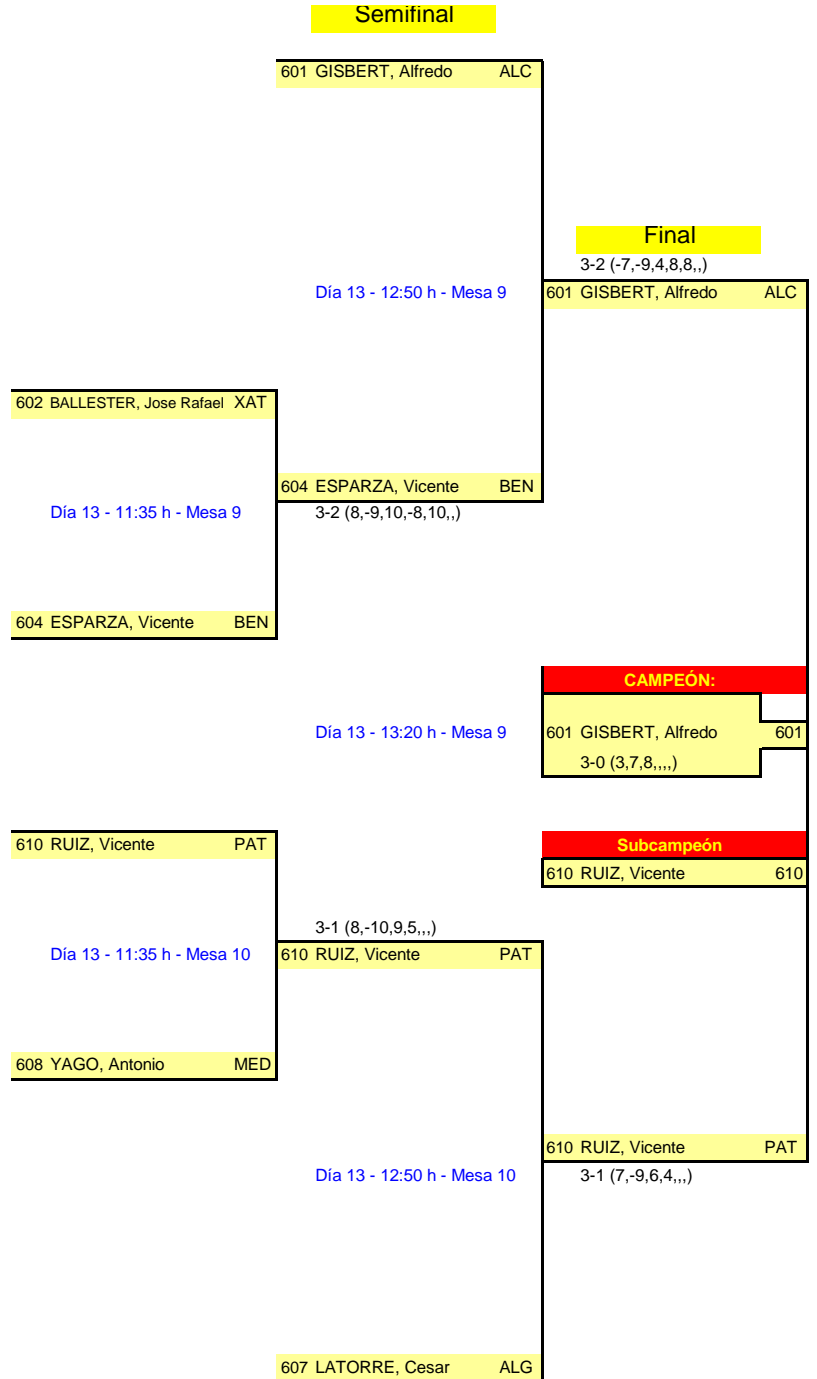 Semifinal
601 GISBERT, Alfredo ALC
Final
3-2 (-7,-9,4,8,8,,)
Día 13 - 12:50 h - Mesa 9
601 GISBERT, Alfredo ALC
602 BALLESTER, Jose Rafael XAT
604 ESPARZA, Vicente BEN
Día 13 - 11:35 h - Mesa 9
3-2 (8,-9,10,-8,10,,)
604 ESPARZA, Vicente BEN
CAMPEÓN:
Día 13 - 13:20 h - Mesa 9
601 GISBERT, Alfredo 601
3-0 (3,7,8,,,,)
610 RUIZ, Vicente PAT
Subcampeón
610 RUIZ, Vicente 610
3-1 (8,-10,9,5,,,)
Día 13 - 11:35 h - Mesa 10
610 RUIZ, Vicente PAT
608 YAGO, Antonio MED
610 RUIZ, Vicente PAT
Día 13 - 12:50 h - Mesa 10
3-1 (7,-9,6,4,,,)
607 LATORRE, Cesar ALG